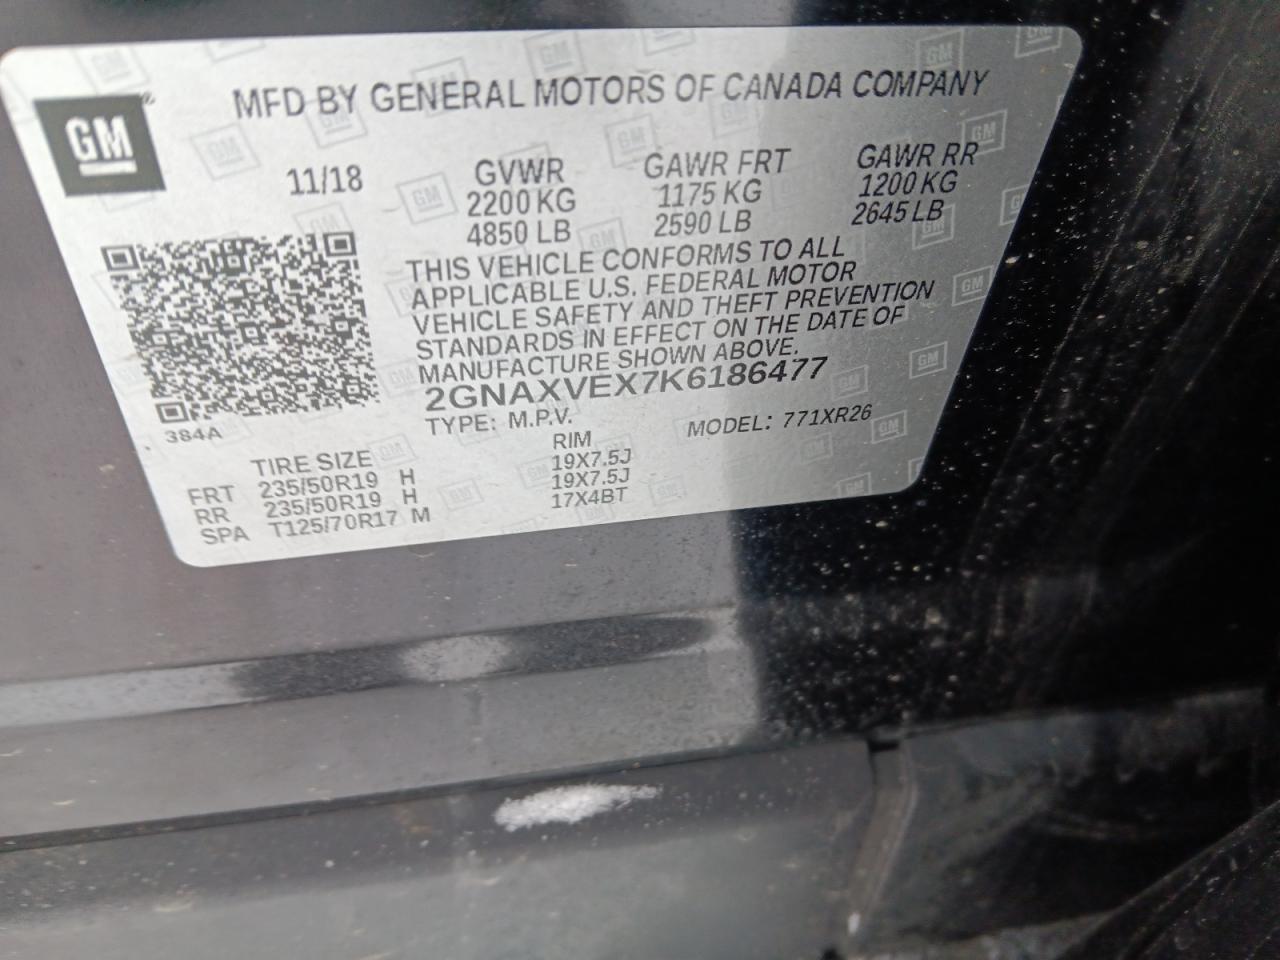 GM
MFD BY GENERAL MOTORS OF CANADA COMPANY
11/18
GVWR
2200 KG
4850 LB
GAWR FRT
1175 KG
2590 LB
GAWR RR
1200 KG
2645 LB
THIS VEHICLE CONFORMS TO ALL
APPLICABLE U.S. FEDERAL MOTOR
VEHICLE SAFETY AND THEFT PREVENTION
STANDARDS IN EFFECT ON THE DATE OF
MANUFACTURE SHOWN ABOVE.
2GNAXVEX7K6186477
TYPE: M.P.V.
MODEL: 771XR26
384A
TIRE SIZE RIM
FRT 235/50R19 H 19X7.5J
RR 235/50R19 H 19X7.5J
SPA T125/70R17 M 17X4BT